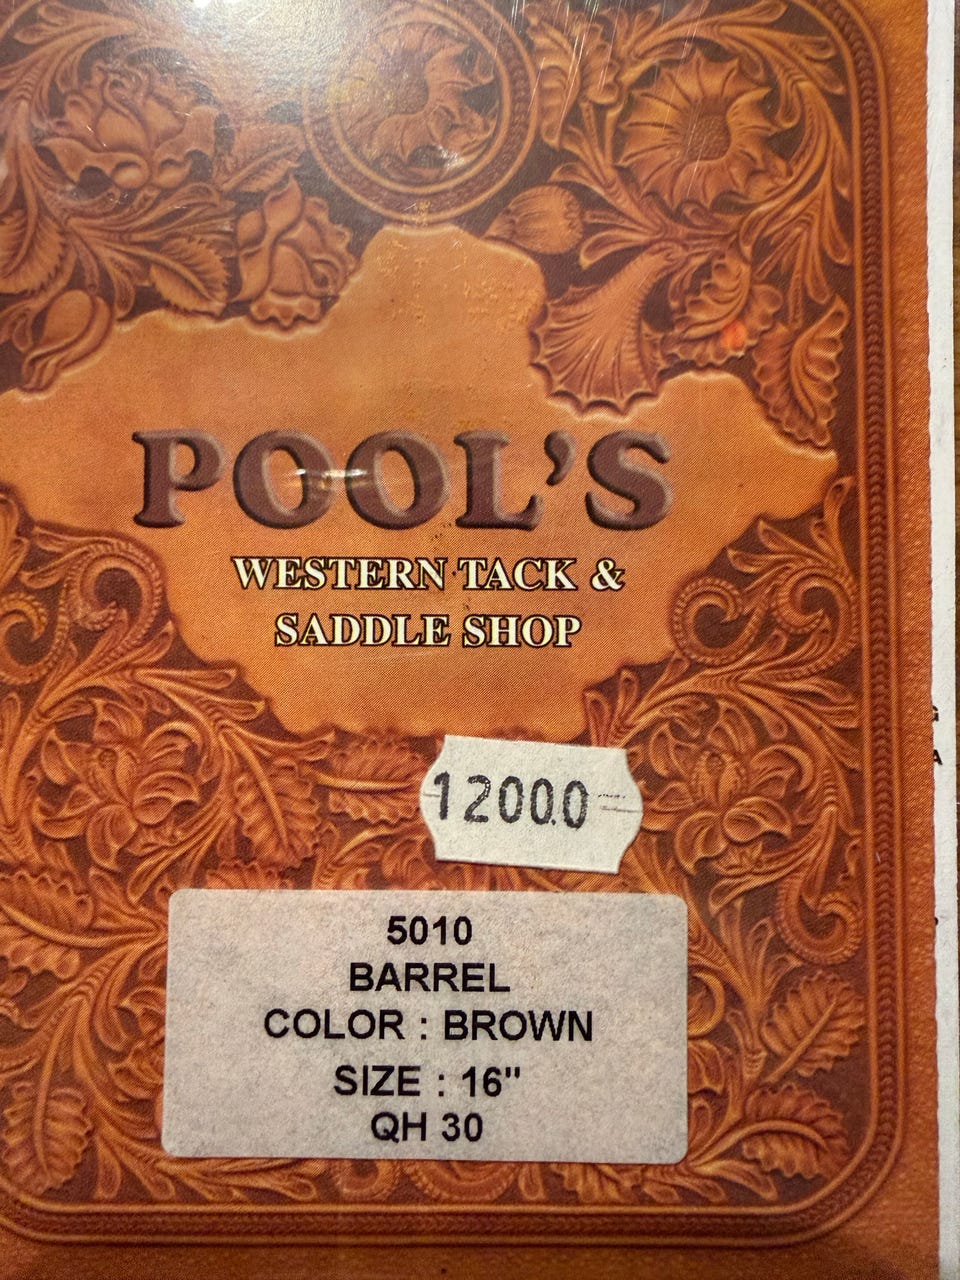 POOL'S
WESTERN TACK &
SADDLE SHOP
1200.0
5010
BARREL
COLOR : BROWN
SIZE : 16"
QH 30